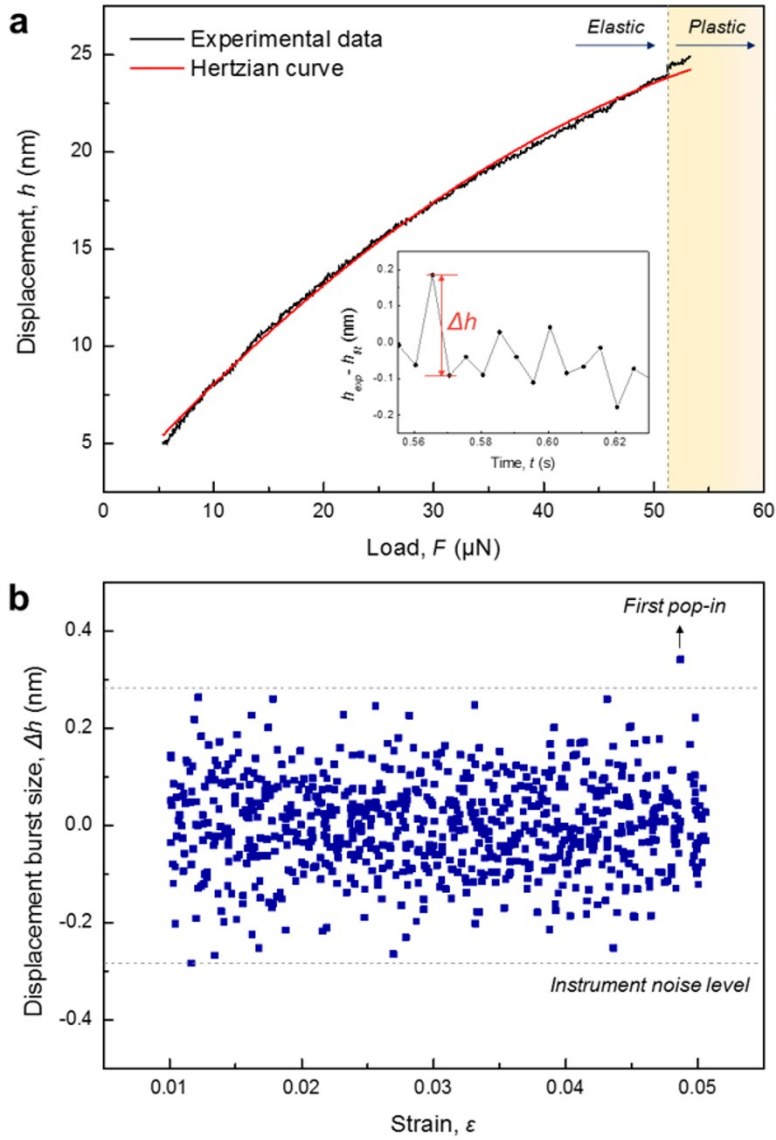 a
Experimental data
Hertzian curve
Elastic
Plastic
25
20
15
10
5
Displacement, h (nm)
0.2
0.1
0.0
-0.1
-0.2
h_exp - h_fit (nm)
Δh
0.56
0.58
0.60
0.62
Time, t (s)
0
10
20
30
40
50
60
Load, F (μN)
b
First pop-in
0.4
0.2
0.0
-0.2
-0.4
Displacement burst size, Δh (nm)
Instrument noise level
0.01
0.02
0.03
0.04
0.05
Strain, ε